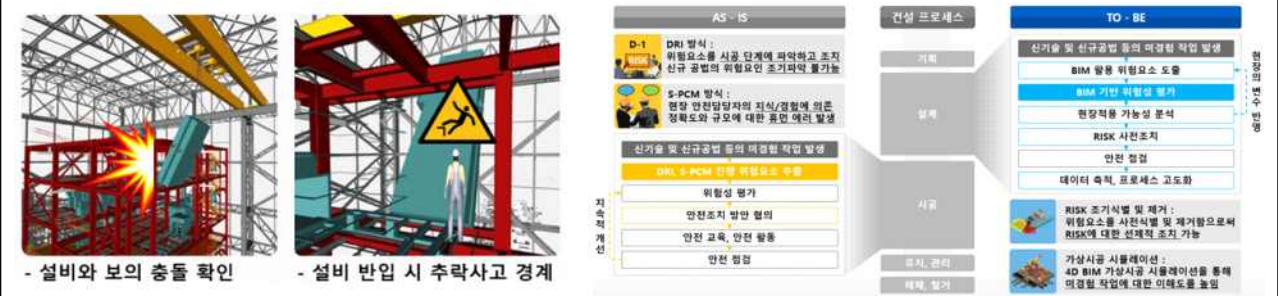 - 설비와 보의 충돌 확인
- 설비 반입 시 추락사고 경계
AS - IS
D-1
RISK
DRI 방식 :
위험요소를 시공 단계에 파악하고 조치
신규 공법의 위험요인 조기파악 불가능
S-PCM 방식 :
현장 안전담당자의 지식/경험에 의존
정확도와 규모에 대한 휴먼 에러 발생
신기술 및 신규공법 등의 미경험 작업 발생
DRI, S-PCM 진행 위험요소 추출
위험성 평가
안전조치 방안 협의
안전 교육, 안전 활동
안전 점검
지속적 개선
건설 프로세스
기획
설계
시공
유지, 관리
해체, 철거
TO - BE
신기술 및 신규공법 등의 미경험 작업 발생
BIM 활용 위험요소 도출
BIM 기반 위험성 평가
현장적용 가능성 분석
RISK 사전조치
안전 점검
데이터 축적, 프로세스 고도화
현장의 변수 반영
RISK 조기식별 및 제거 :
위험요소를 사전식별 및 제거함으로써
RISK에 대한 선제적 조치 가능
가상시공 시뮬레이션 :
4D BIM 가상시공 시뮬레이션을 통해
미경험 작업에 대한 이해도를 높임